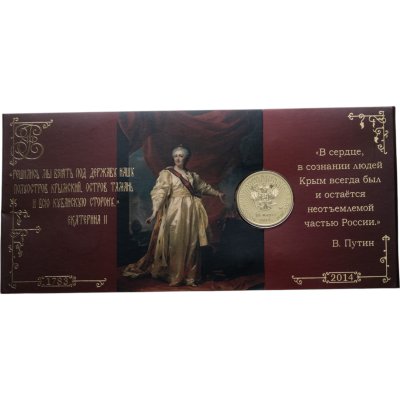 «Решились мы взять под державу наше
полуостров Крымский, остров Тамань
и всю Кубанскую сторону.»
Екатерина II
1783
«В сердце,
в сознании людей
Крым всегда был
и остаётся
неотъемлемой
частью России.»
В. Путин
2014